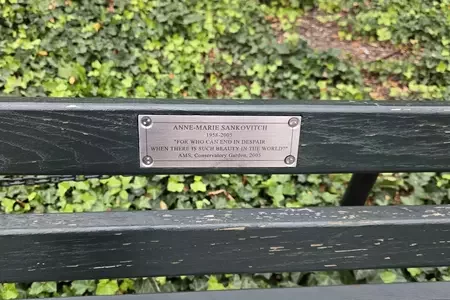 ANNE-MARIE SANKOVITCH
1958-2005
"FOR WHO CAN END IN DESPAIR
WHEN THERE IS SUCH BEAUTY IN THE WORLD?"
AMS, Conservatory Garden, 2003